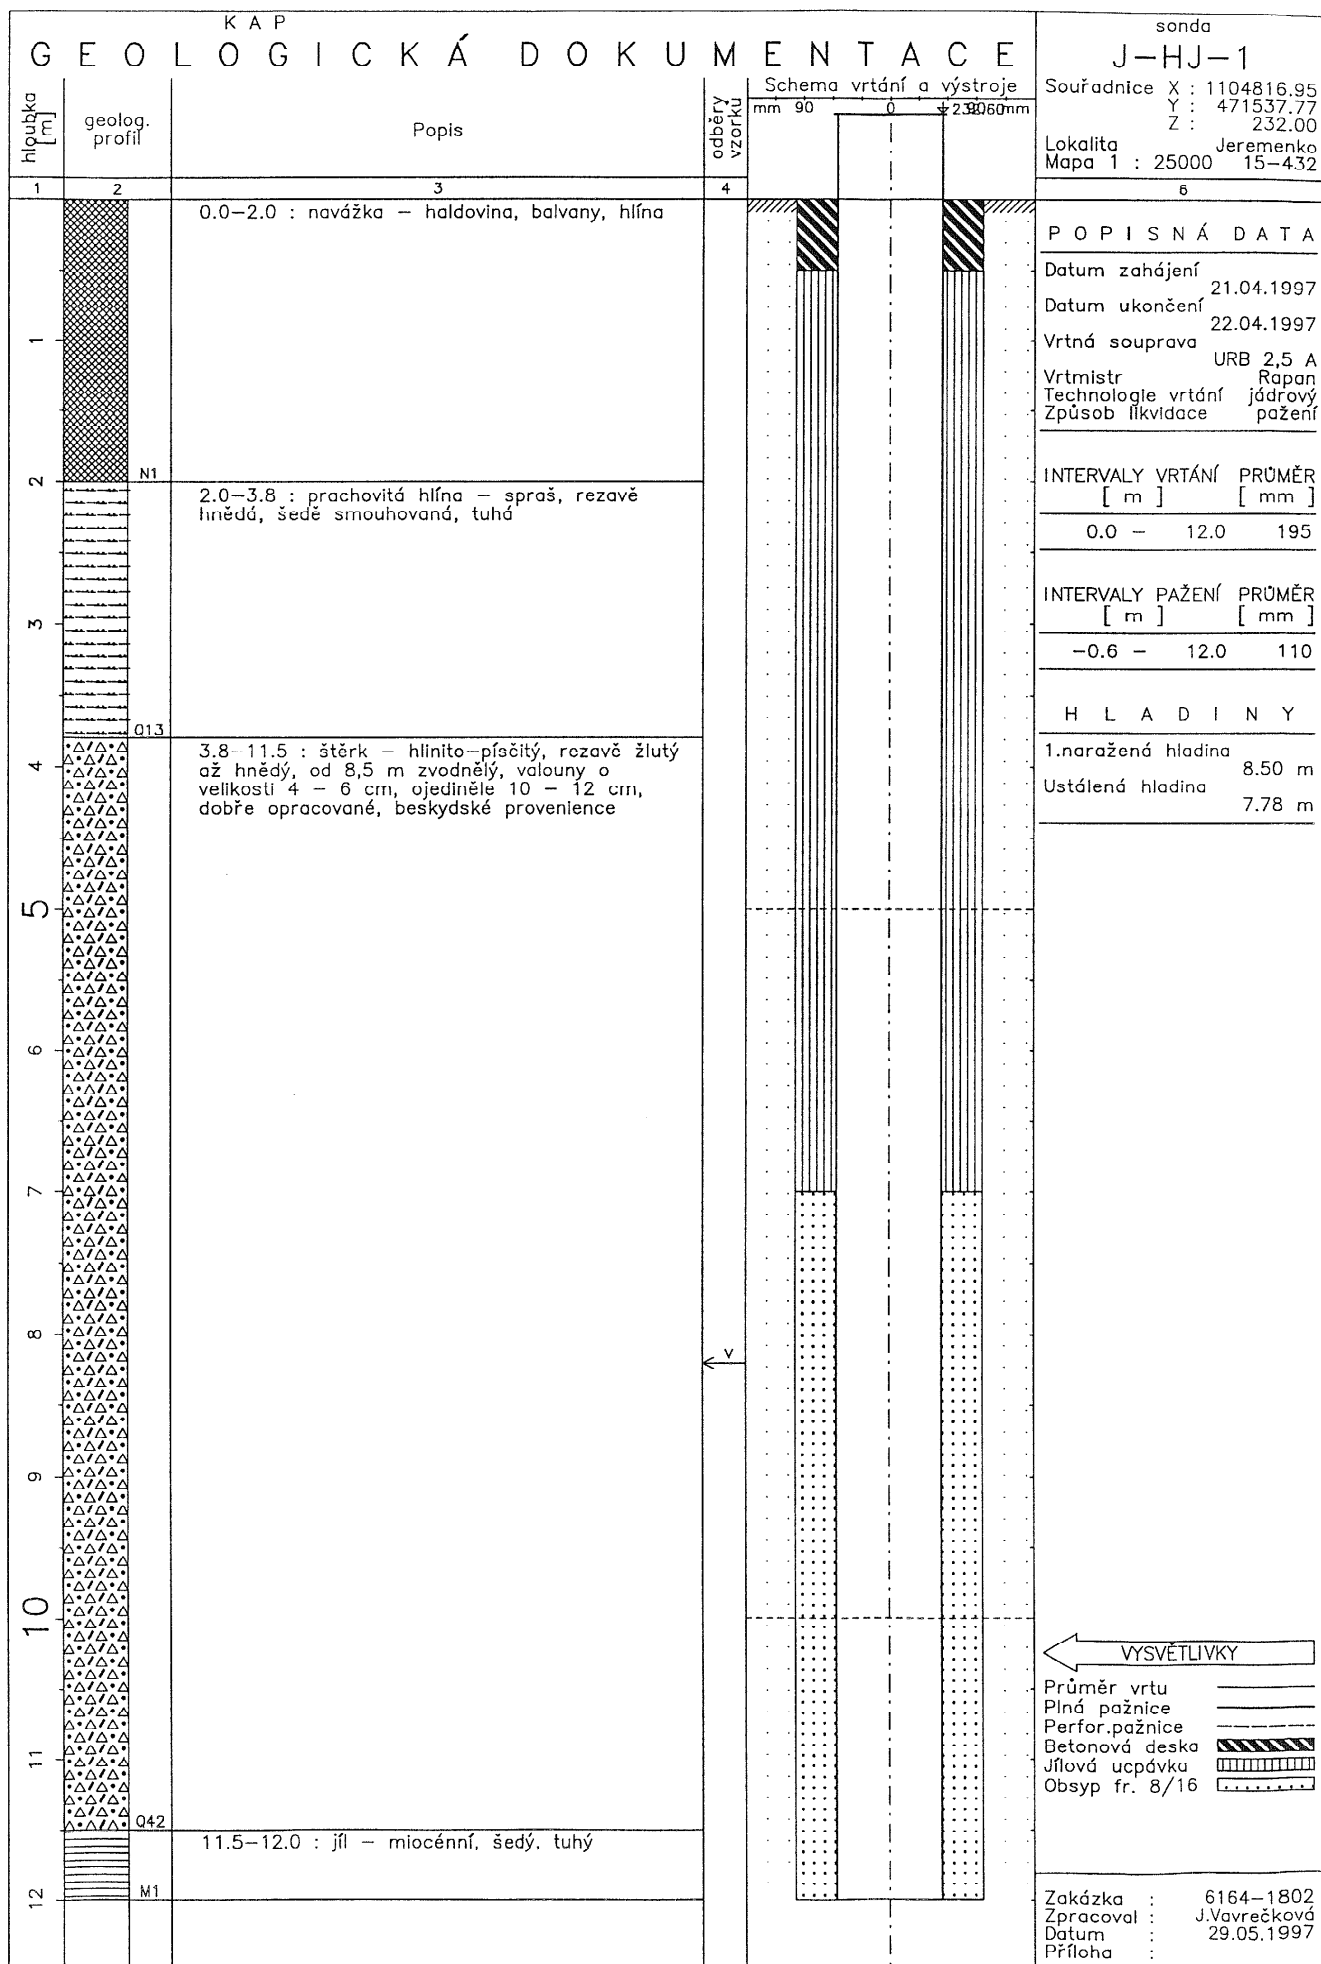 K A P
G E O L O G I C K Á D O K U M E N T A C E
hloubka [m]
geolog. profil
Popis
odběry vzorků
Schema vrtání a výstroje
mm 90 0 232.60 90mm
1 2 3 4 6
0.0–2.0 : navážka – haldovina, balvany, hlína
N1
2.0–3.8 : prachovitá hlína – spraš, rezavě
hnědá, šedě smouhovaná, tuhá
Q13
3.8–11.5 : štěrk – hlinito–písčitý, rezavě žlutý
až hnědý, od 8,5 m zvodnělý, valouny o
velikosti 4 – 6 cm, ojediněle 10 – 12 cm,
dobře opracované, beskydské provenience
Q42
11.5–12.0 : jíl – miocénní, šedý, tuhý
M1
1
2
3
4
5
6
7
8
9
10
11
12
v
sonda
J–HJ–1
Souřadnice X : 1104816.95
Y : 471537.77
Z : 232.00
Lokalita Jeremenko
Mapa 1 : 25000 15–432
P O P I S N Á D A T A
Datum zahájení
21.04.1997
Datum ukončení
22.04.1997
Vrtná souprava
URB 2,5 A
Vrtmistr Rapan
Technologie vrtání jádrový
Způsob likvidace pažení
INTERVALY VRTÁNÍ PRŮMĚR
[ m ] [ mm ]
0.0 – 12.0 195
INTERVALY PAŽENÍ PRŮMĚR
[ m ] [ mm ]
–0.6 – 12.0 110
H L A D I N Y
1.naražená hladina
8.50 m
Ustálená hladina
7.78 m
VYSVĚTLIVKY
Průměr vrtu
Plná pažnice
Perfor.pažnice
Betonová deska
Jílová ucpávka
Obsyp fr. 8/16
Zakázka : 6164–1802
Zpracoval : J.Vavrečková
Datum : 29.05.1997
Příloha :